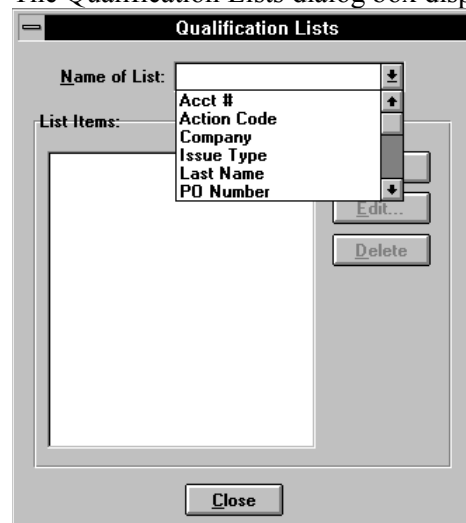 The Qualification Lists dialog box disp
Qualification Lists
Name of List:
Acct #
Action Code
Company
Issue Type
Last Name
PO Number
List Items:
Edit...
Delete
Close